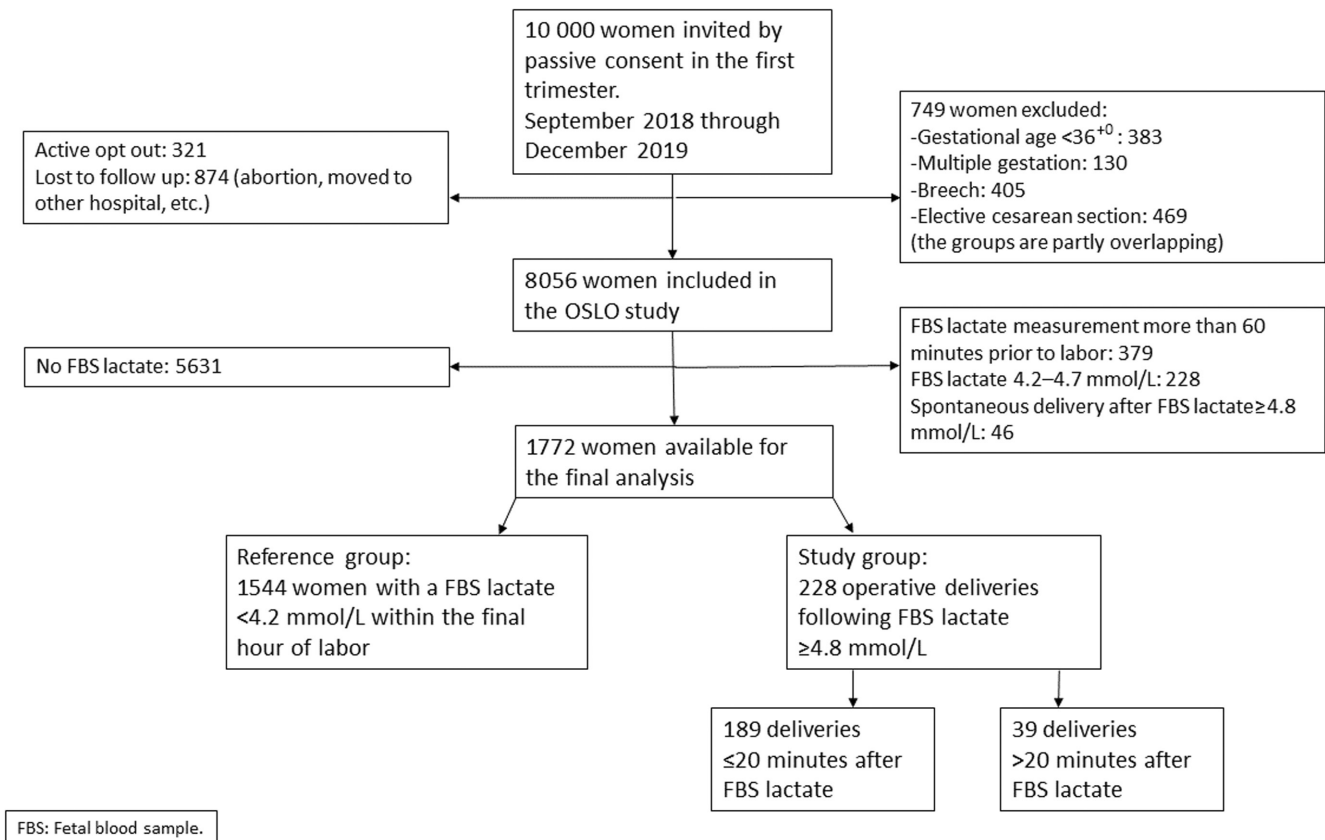 10 000 women invited by
passive consent in the first
trimester.
September 2018 through
December 2019
Active opt out: 321
Lost to follow up: 874 (abortion, moved to
other hospital, etc.)
749 women excluded:
-Gestational age <36⁺⁰ : 383
-Multiple gestation: 130
-Breech: 405
-Elective cesarean section: 469
(the groups are partly overlapping)
8056 women included in
the OSLO study
No FBS lactate: 5631
FBS lactate measurement more than 60
minutes prior to labor: 379
FBS lactate 4.2–4.7 mmol/L: 228
Spontaneous delivery after FBS lactate≥4.8
mmol/L: 46
1772 women available for
the final analysis
Reference group:
1544 women with a FBS lactate
<4.2 mmol/L within the final
hour of labor
Study group:
228 operative deliveries
following FBS lactate
≥4.8 mmol/L
189 deliveries
≤20 minutes after
FBS lactate
39 deliveries
>20 minutes after
FBS lactate
FBS: Fetal blood sample.